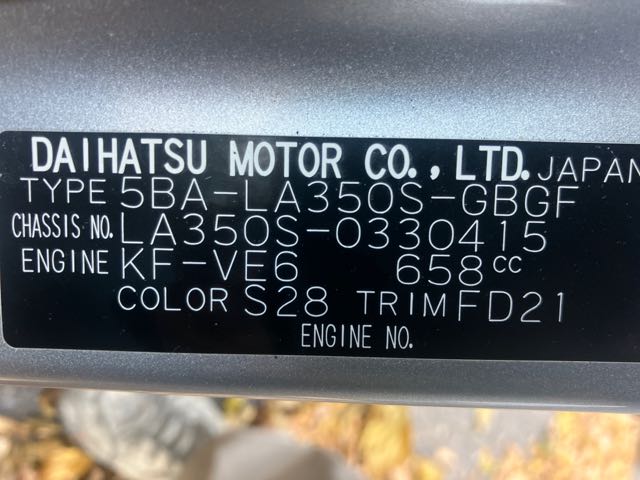 DAIHATSU MOTOR CO., LTD. JAPAN
TYPE 5BA-LA350S-GBGF
CHASSIS NO. LA350S-0330415
ENGINE KF-VE6 658cc
COLOR S28 TRIM FD21
ENGINE NO.